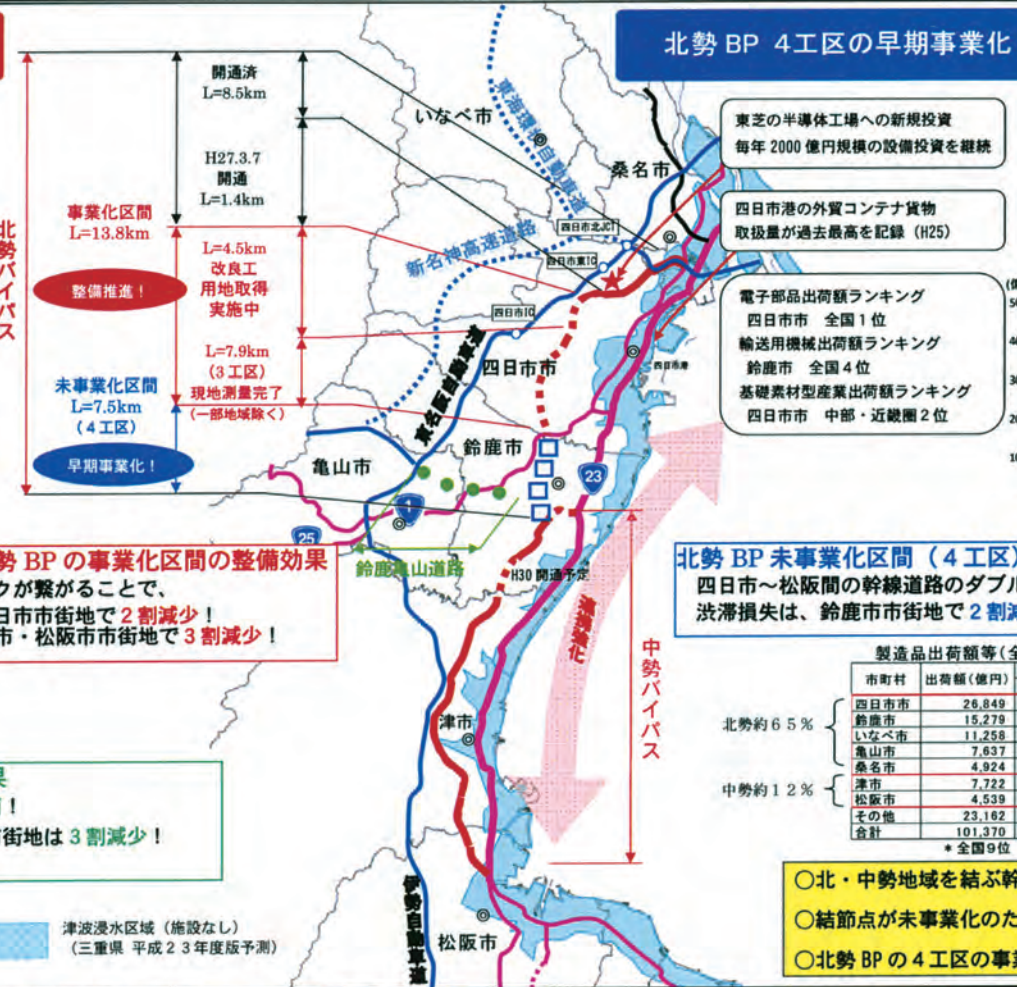 北勢 BP 4工区の早期事業化
開通済
L=8.5km
H27.3.7
開通
L=1.4km
事業化区間
L=13.8km
整備推進！
北勢バイパス
L=4.5km
改良工
用地取得
実施中
L=7.9km
(３工区)
現地測量完了
(一部地域除く)
未事業化区間
L=7.5km
(４工区)
早期事業化！
いなべ市
東海環状自動車道
桑名市
四日市北JCT
新名神高速道路
四日市東IC
四日市IC
東名阪自動車道
四日市市
四日市港
鈴鹿市
亀山市
23
1
25
鈴鹿亀山道路
H30 開通予定
連携強化
中勢バイパス
津市
伊勢自動車道
松阪市
東芝の半導体工場への新規投資
毎年 2000 億円規模の設備投資を継続
四日市港の外貿コンテナ貨物
取扱量が過去最高を記録（H25）
電子部品出荷額ランキング
四日市市　全国１位
輸送用機械出荷額ランキング
鈴鹿市　全国４位
基礎素材型産業出荷額ランキング
四日市市　中部・近畿圏２位
勢 BP の事業化区間の整備効果
クが繋がることで、
日市市街地で２割減少！
市・松阪市市街地で３割減少！
北勢 BP 未事業化区間（４工区）
四日市～松阪間の幹線道路のダブル
渋滞損失は、鈴鹿市市街地で２割減
果
！
市街地は３割減少！
津波浸水区域（施設なし）
（三重県 平成２３年度版予測）
製造品出荷額等(全
市町村 出荷額(億円)
四日市市 26,849
鈴鹿市 15,279
いなべ市 11,258
亀山市 7,637
桑名市 4,924
津市 7,722
松阪市 4,539
その他 23,162
合計 101,370
＊全国9位
北勢約６５％
中勢約１２％
○北・中勢地域を結ぶ幹
○結節点が未事業化のた
○北勢 BP の４工区の事業